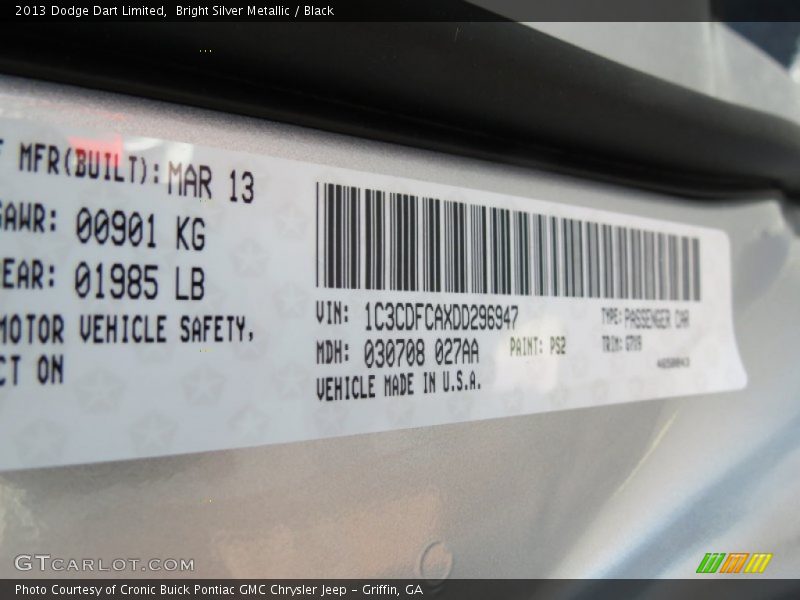 2013 Dodge Dart Limited, Bright Silver Metallic / Black
MFR(BUILT): MAR 13
GAWR: 00901 KG
REAR: 01985 LB
MOTOR VEHICLE SAFETY,
CT ON
VIN: 1C3CDFCAXDD296947 TYPE: PASSENGER CAR
MDH: 030708 027AA PAINT: PS2 TRIM:
VEHICLE MADE IN U.S.A.
GTCARLOT.COM
Photo Courtesy of Cronic Buick Pontiac GMC Chrysler Jeep - Griffin, GA